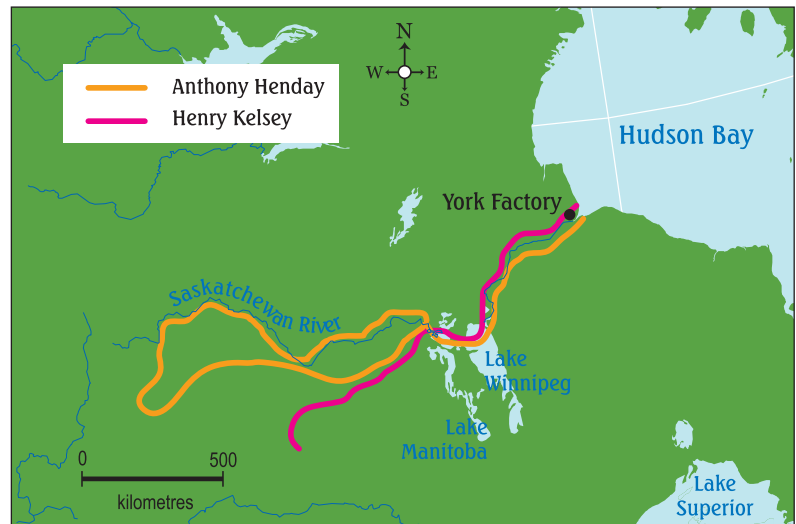 N
W E
S
Anthony Henday
Henry Kelsey
Hudson Bay
York Factory
Saskatchewan River
Lake
Winnipeg
Lake
Manitoba
0 500
kilometres
Lake
Superior